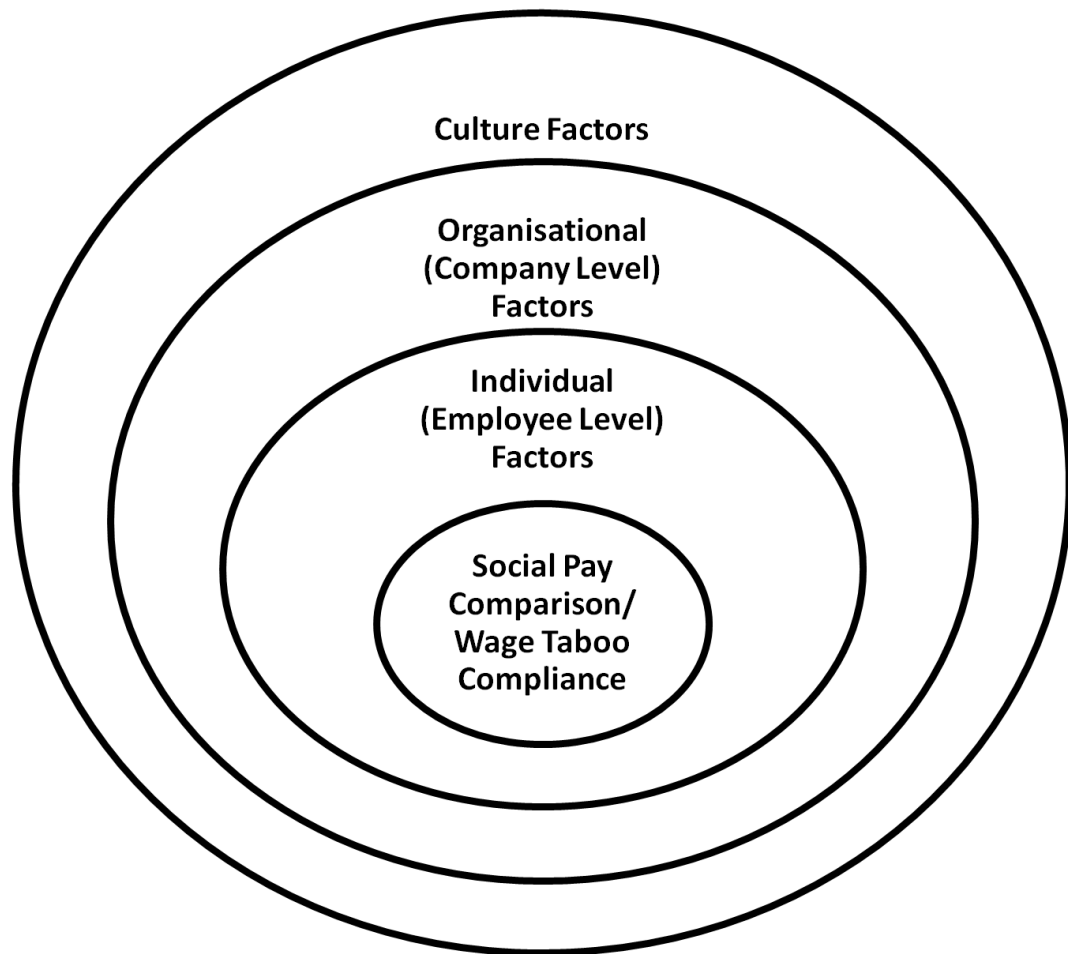 Culture Factors
Organisational
(Company Level)
Factors
Individual
(Employee Level)
Factors
Social Pay
Comparison/
Wage Taboo
Compliance